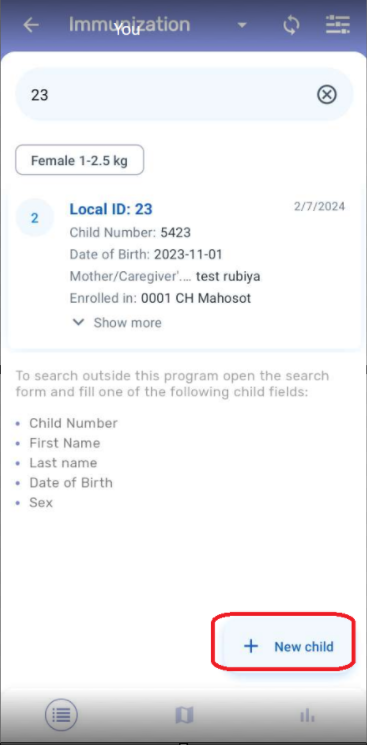 Immunization
You
23
Female 1-2.5 kg
2
Local ID: 23
2/7/2024
Child Number: 5423
Date of Birth: 2023-11-01
Mother/Caregiver'.... test rubiya
Enrolled in: 0001 CH Mahosot
Show more
To search outside this program open the search
form and fill one of the following child fields:
• Child Number
• First Name
• Last name
• Date of Birth
• Sex
+ New child